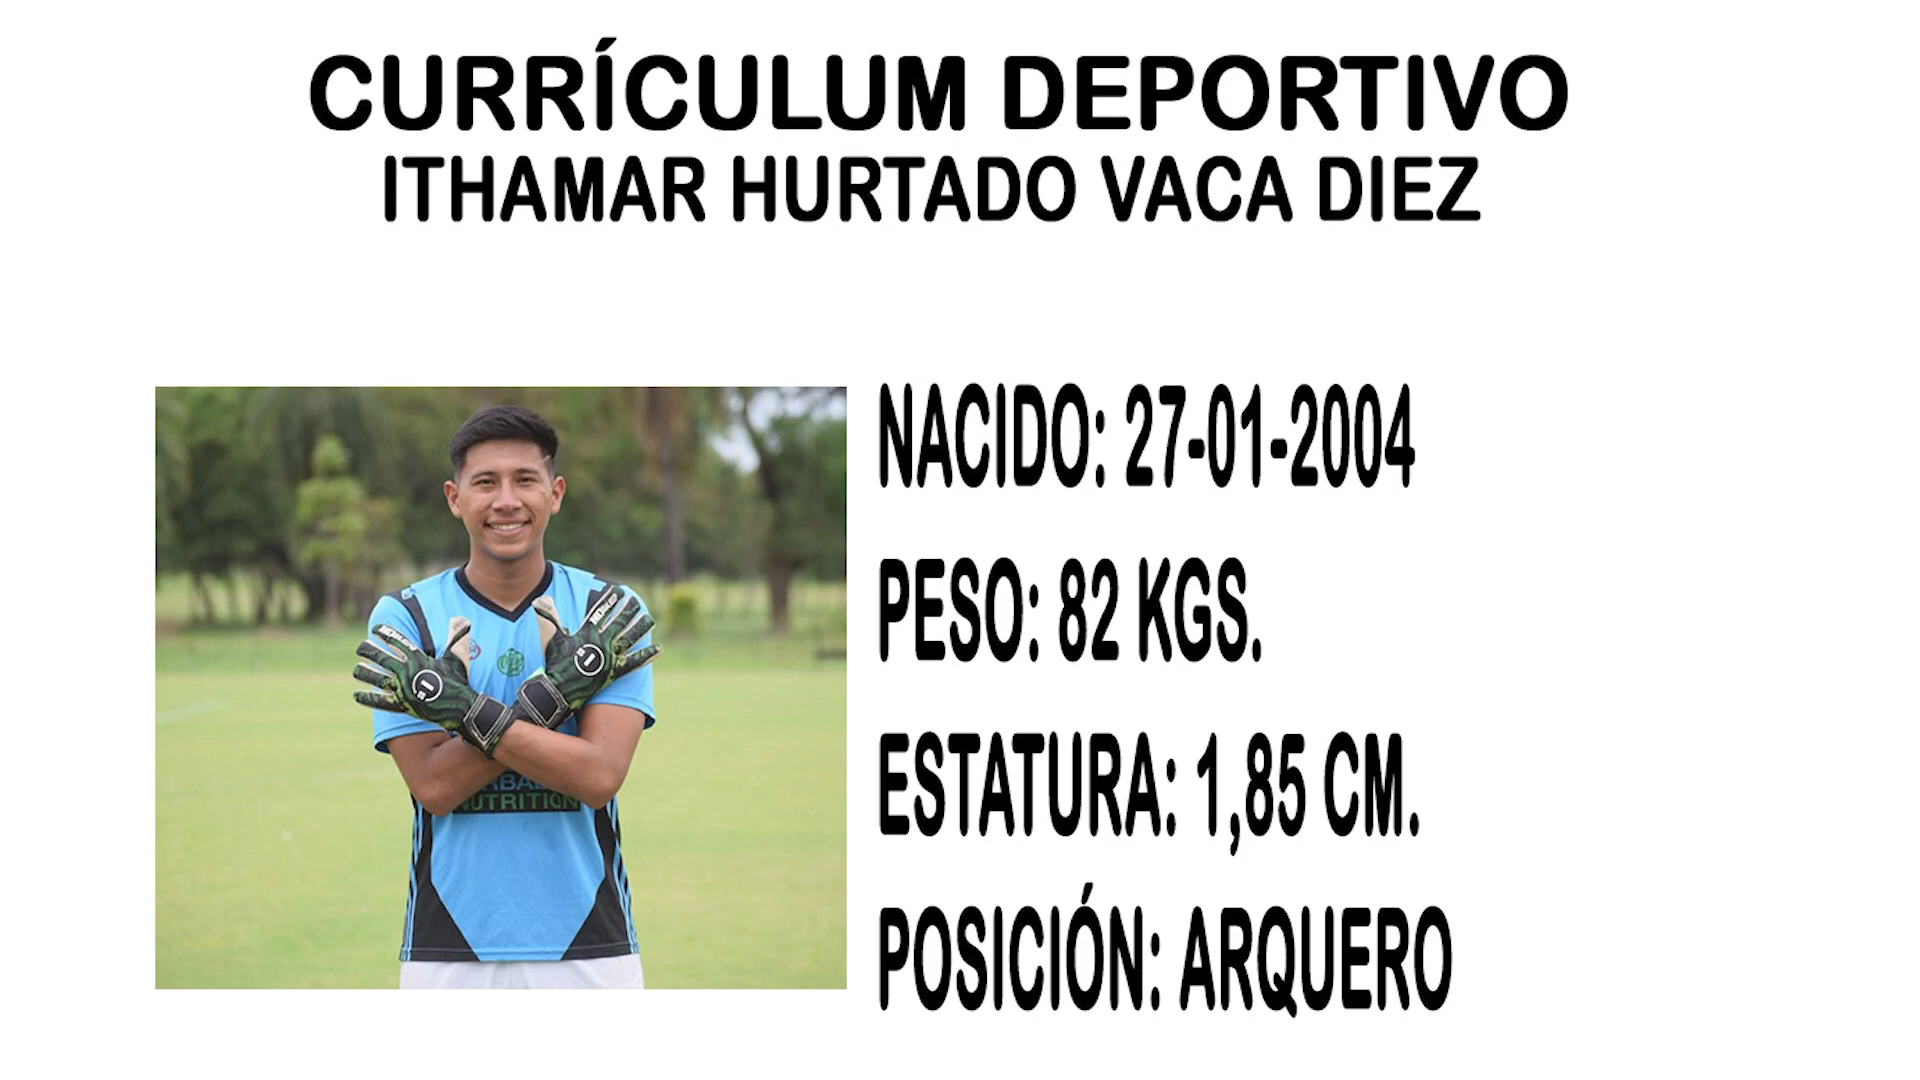 CURRÍCULUM DEPORTIVO
ITHAMAR HURTADO VACA DIEZ
NACIDO: 27-01-2004
PESO: 82 KGS.
ESTATURA: 1,85 CM.
POSICIÓN: ARQUERO
NUTRITION